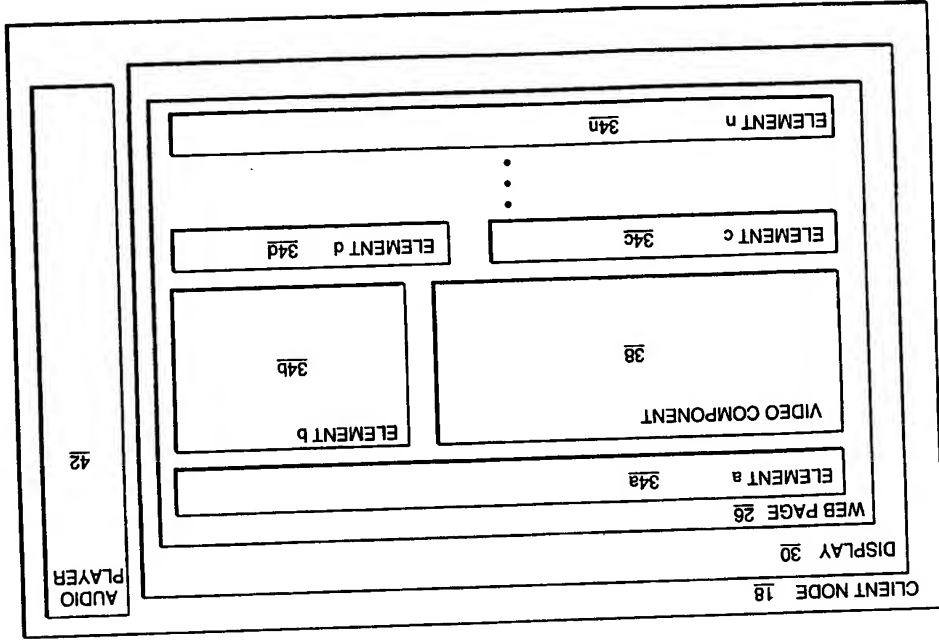 CLIENT NODE 18
DISPLAY 30
WEB PAGE 26
ELEMENT a 34a
VIDEO COMPONENT
38
ELEMENT b
34b
ELEMENT c 34c
ELEMENT d 34d
ELEMENT n 34n
AUDIO
PLAYER
42